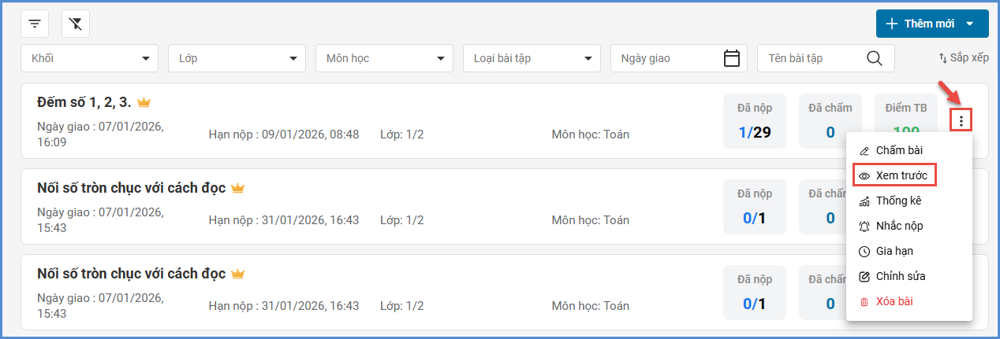 Thêm mới
Khối
Lớp
Môn học
Loại bài tập
Ngày giao
Tên bài tập
Sắp xếp
Đếm số 1, 2, 3.
Ngày giao : 07/01/2026,
16:09
Hạn nộp : 09/01/2026, 08:48
Lớp: 1/2
Môn học: Toán
Đã nộp
1/29
Đã chấm
0
Điểm TB
100
Chấm bài
Xem trước
Thống kê
Nhắc nộp
Gia hạn
Chỉnh sửa
Xóa bài
Nối số tròn chục với cách đọc
Ngày giao : 07/01/2026,
15:43
Hạn nộp : 31/01/2026, 16:43
Lớp: 1/2
Môn học: Toán
Đã nộp
0/1
Đã chấm
0
Nối số tròn chục với cách đọc
Ngày giao : 07/01/2026,
15:43
Hạn nộp : 31/01/2026, 16:43
Lớp: 1/2
Môn học: Toán
Đã nộp
0/1
Đã chấm
0